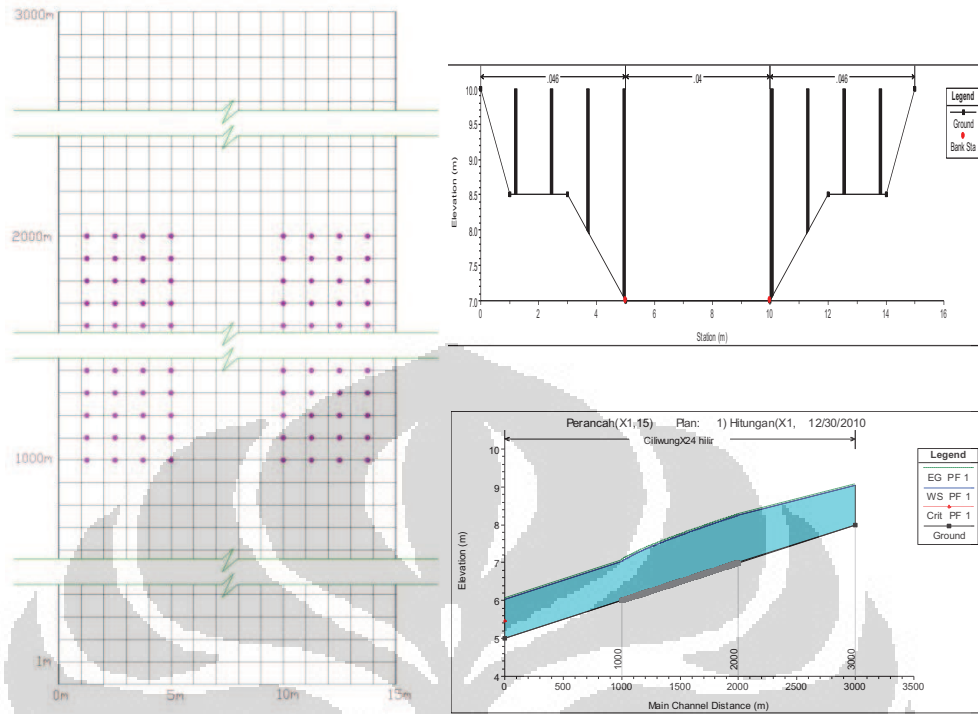 3000m
2000m
1000m
1m
0m 5m 10m 15m
.046 .04 .046
10.0
9.5
9.0
8.5
8.0
7.5
7.0
0 2 4 6 8 10 12 14 16
Elevation (m)
Station (m)
Legend
Ground
Bank Sta
Perancah(X1,15) Plan: 1) Hitungan(X1, 12/30/2010
CiliwungX24 hilir
10
9
8
7
6
5
4
1000
2000
3000
0 500 1000 1500 2000 2500 3000 3500
Elevation (m)
Main Channel Distance (m)
Legend
EG PF 1
WS PF 1
Crit PF 1
Ground